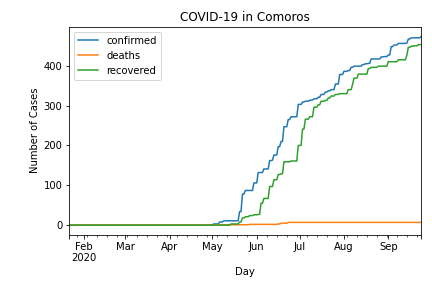 COVID-19 in Comoros
confirmed
deaths
recovered
Number of Cases
400
300
200
100
0
Feb Mar Apr May Jun Jul Aug Sep
2020
Day